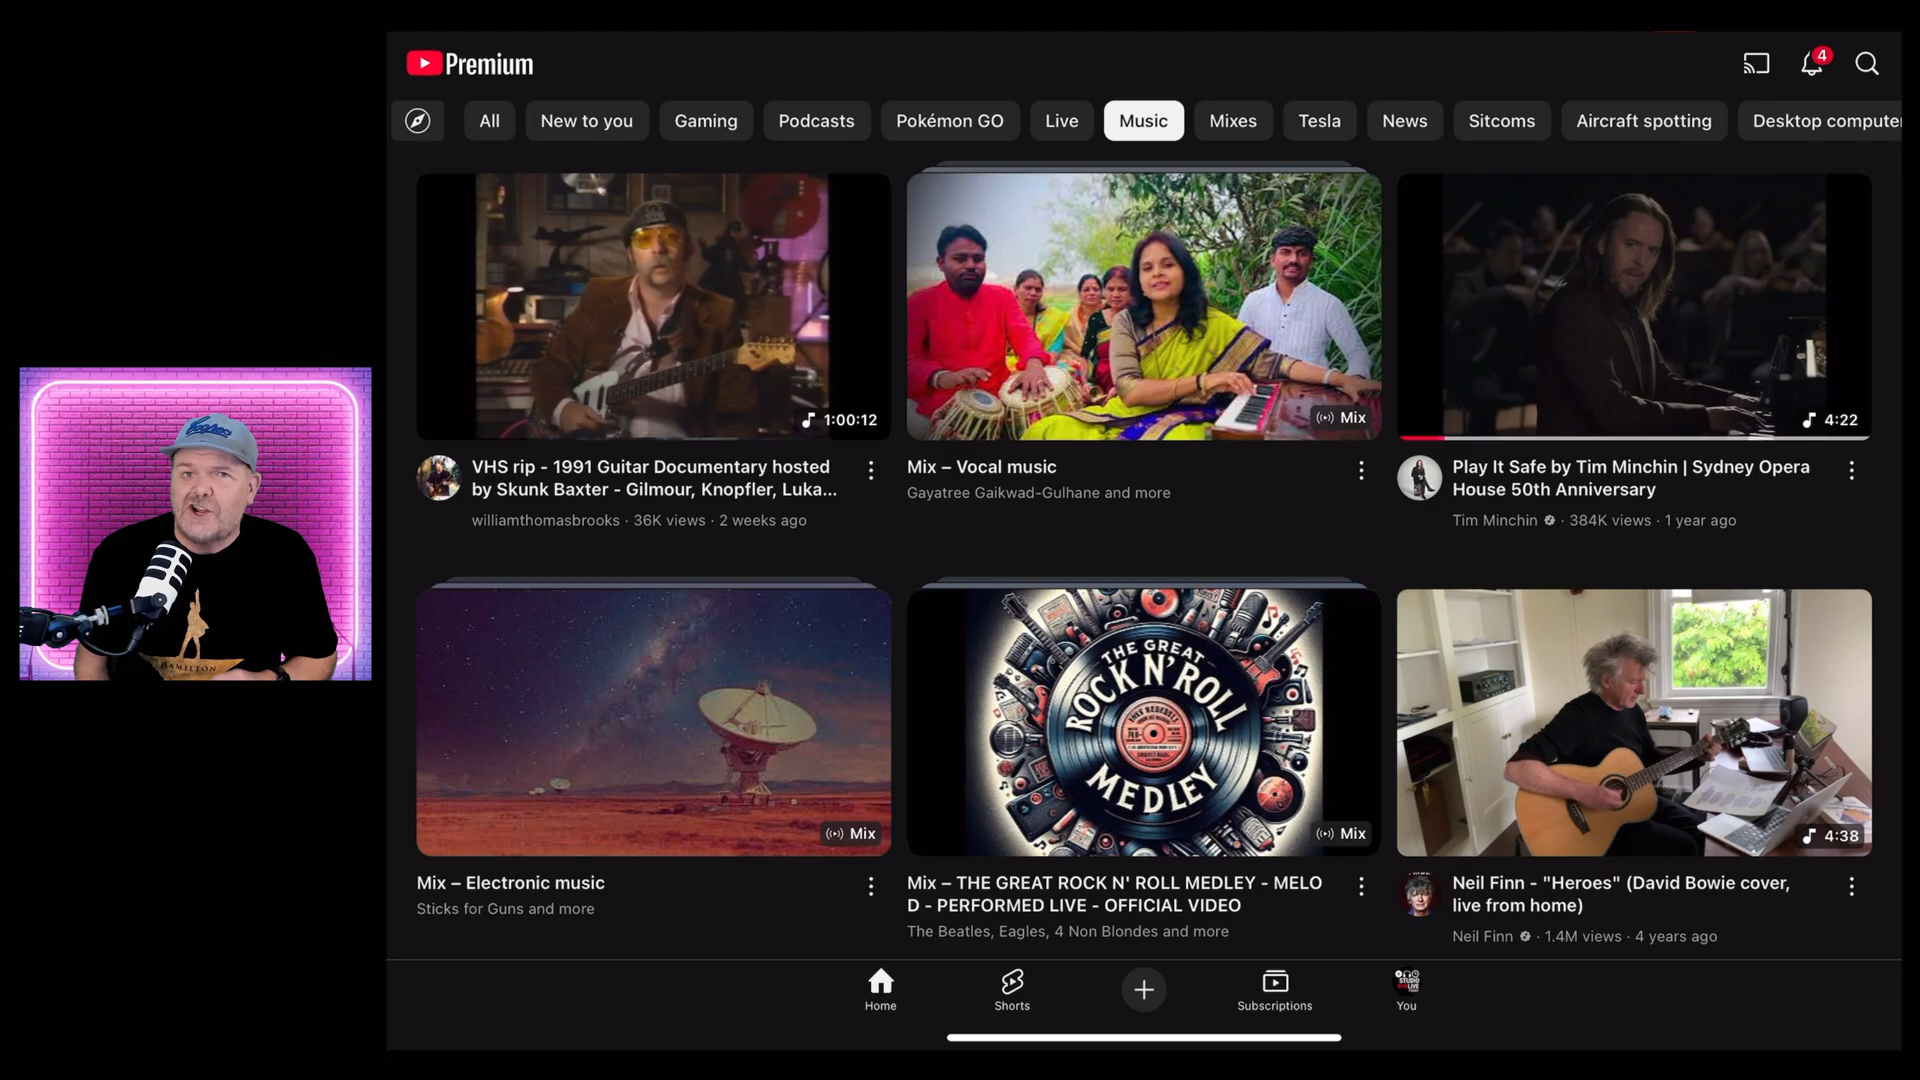 Premium
4
All
New to you
Gaming
Podcasts
Pokémon GO
Live
Music
Mixes
Tesla
News
Sitcoms
Aircraft spotting
Desktop compute
1:00:12
Mix
4:22
VHS rip - 1991 Guitar Documentary hosted
by Skunk Baxter - Gilmour, Knopfler, Luka...
williamthomasbrooks · 36K views · 2 weeks ago
Mix – Vocal music
Gayatree Gaikwad-Gulhane and more
Play It Safe by Tim Minchin | Sydney Opera
House 50th Anniversary
Tim Minchin · 384K views · 1 year ago
HAMILTON
Mix
THE GREAT
ROCK N' ROLL
MEDLEY
Mix
4:38
Mix – Electronic music
Sticks for Guns and more
Mix – THE GREAT ROCK N' ROLL MEDLEY - MELO
D - PERFORMED LIVE - OFFICIAL VIDEO
The Beatles, Eagles, 4 Non Blondes and more
Neil Finn - "Heroes" (David Bowie cover,
live from home)
Neil Finn · 1.4M views · 4 years ago
Home
Shorts
Subscriptions
You